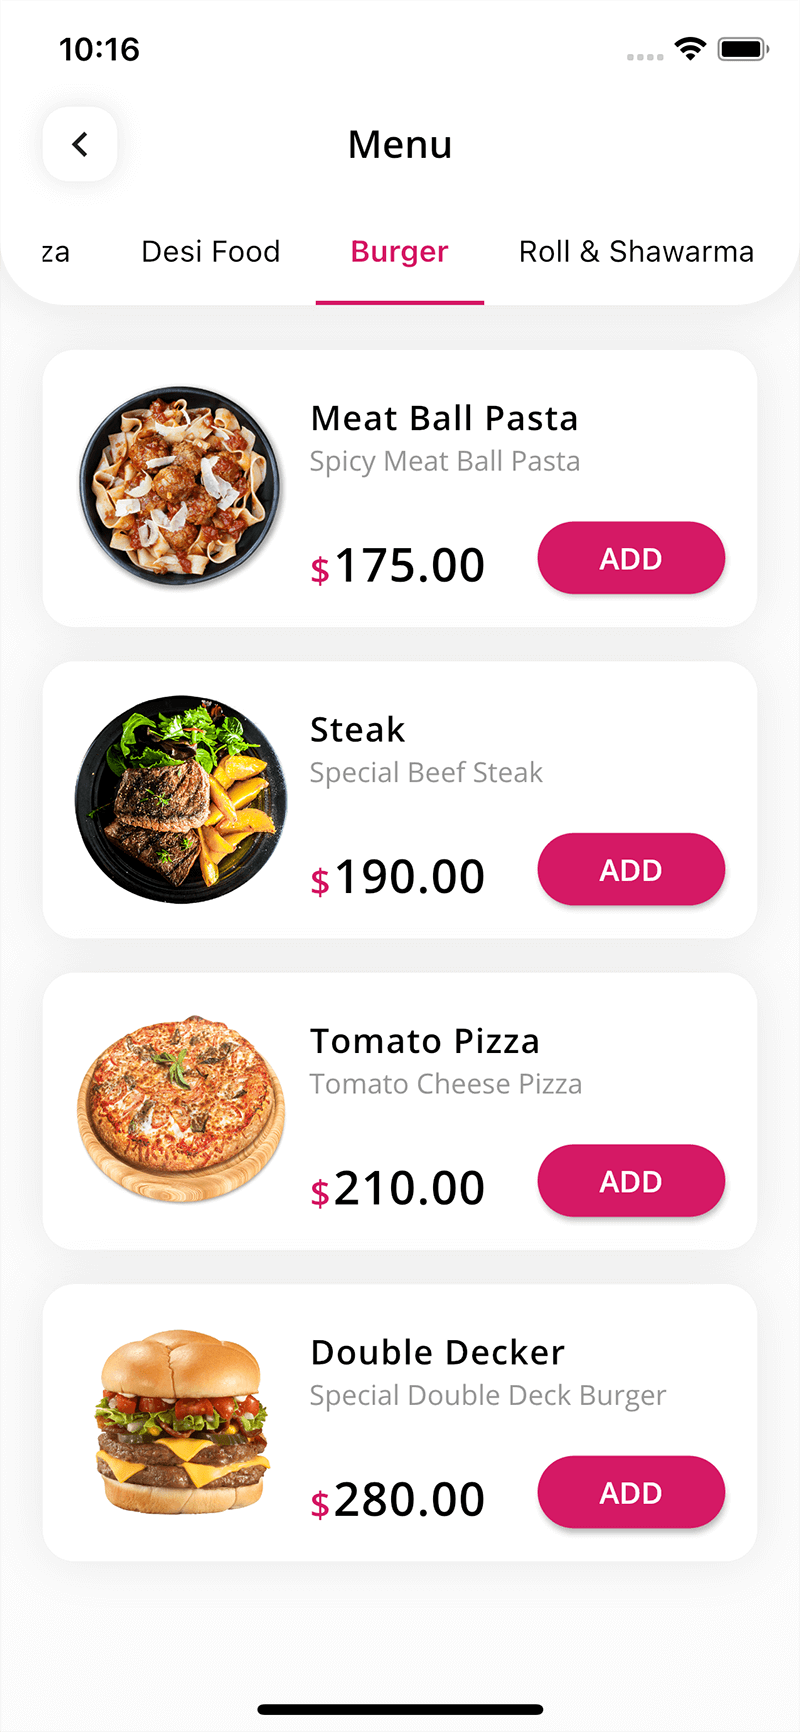 10:16
Menu
za
Desi Food
Burger
Roll & Shawarma
Meat Ball Pasta
Spicy Meat Ball Pasta
$175.00
ADD
Steak
Special Beef Steak
$190.00
ADD
Tomato Pizza
Tomato Cheese Pizza
$210.00
ADD
Double Decker
Special Double Deck Burger
$280.00
ADD